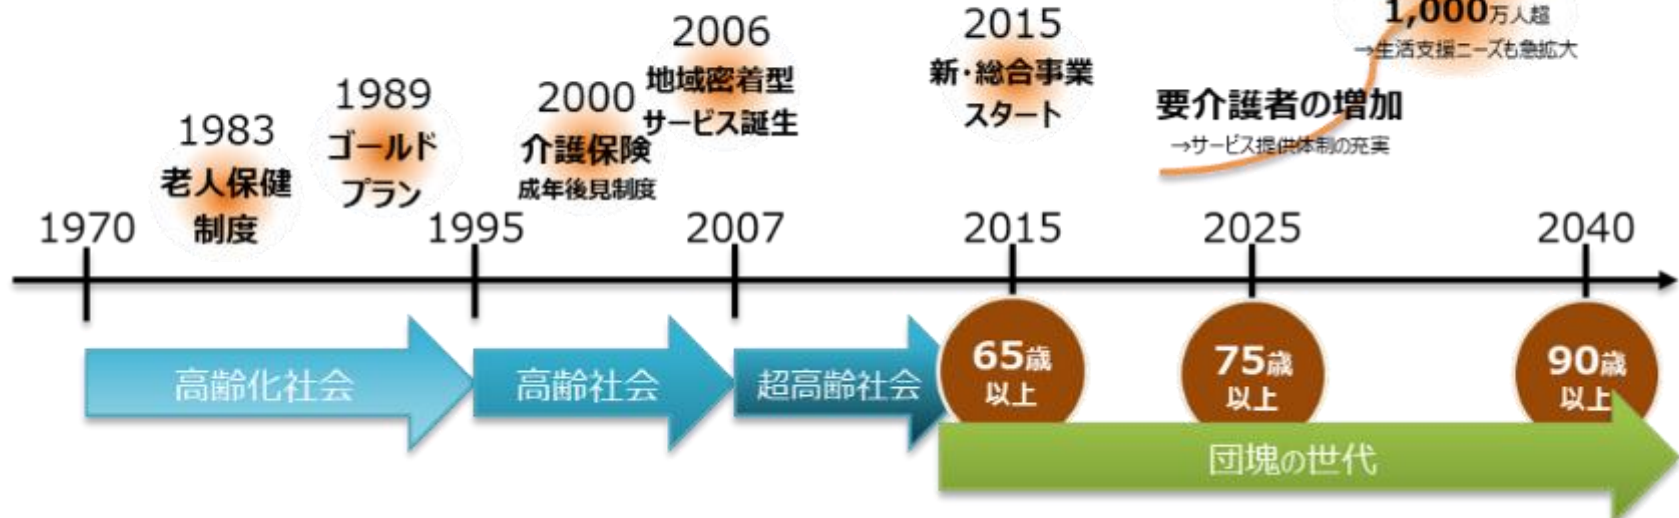 1983
老人保健
制度
1989
ゴールド
プラン
2000
介護保険
成年後見制度
2006
地域密着型
サービス誕生
2015
新・総合事業
スタート
要介護者の増加
→サービス提供体制の充実
1,000万人超
→生活支援ニーズも急拡大
1970 1995 2007 2015 2025 2040
高齢化社会 高齢社会 超高齢社会
65歳
以上
75歳
以上
90歳
以上
団塊の世代